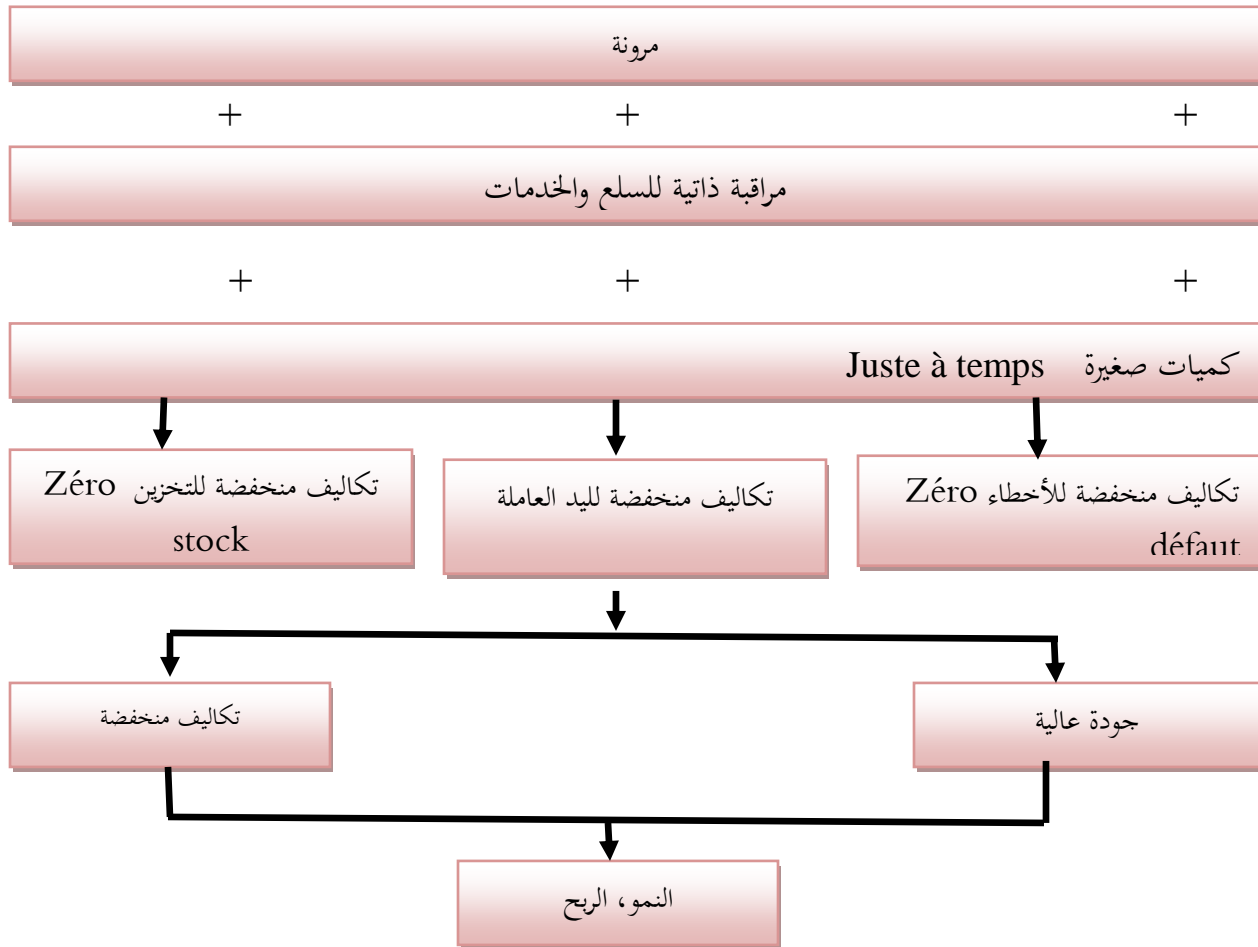 مرونة
+ + +
مراقبة ذاتية للسلع والخدمات
+ + +
كميات صغيرة Juste à temps
تكاليف منخفضة للأخطاء Zéro
défaut
تكاليف منخفضة لليد العاملة
تكاليف منخفضة للتخزين Zéro
stock
جودة عالية
تكاليف منخفضة
النمو، الربح